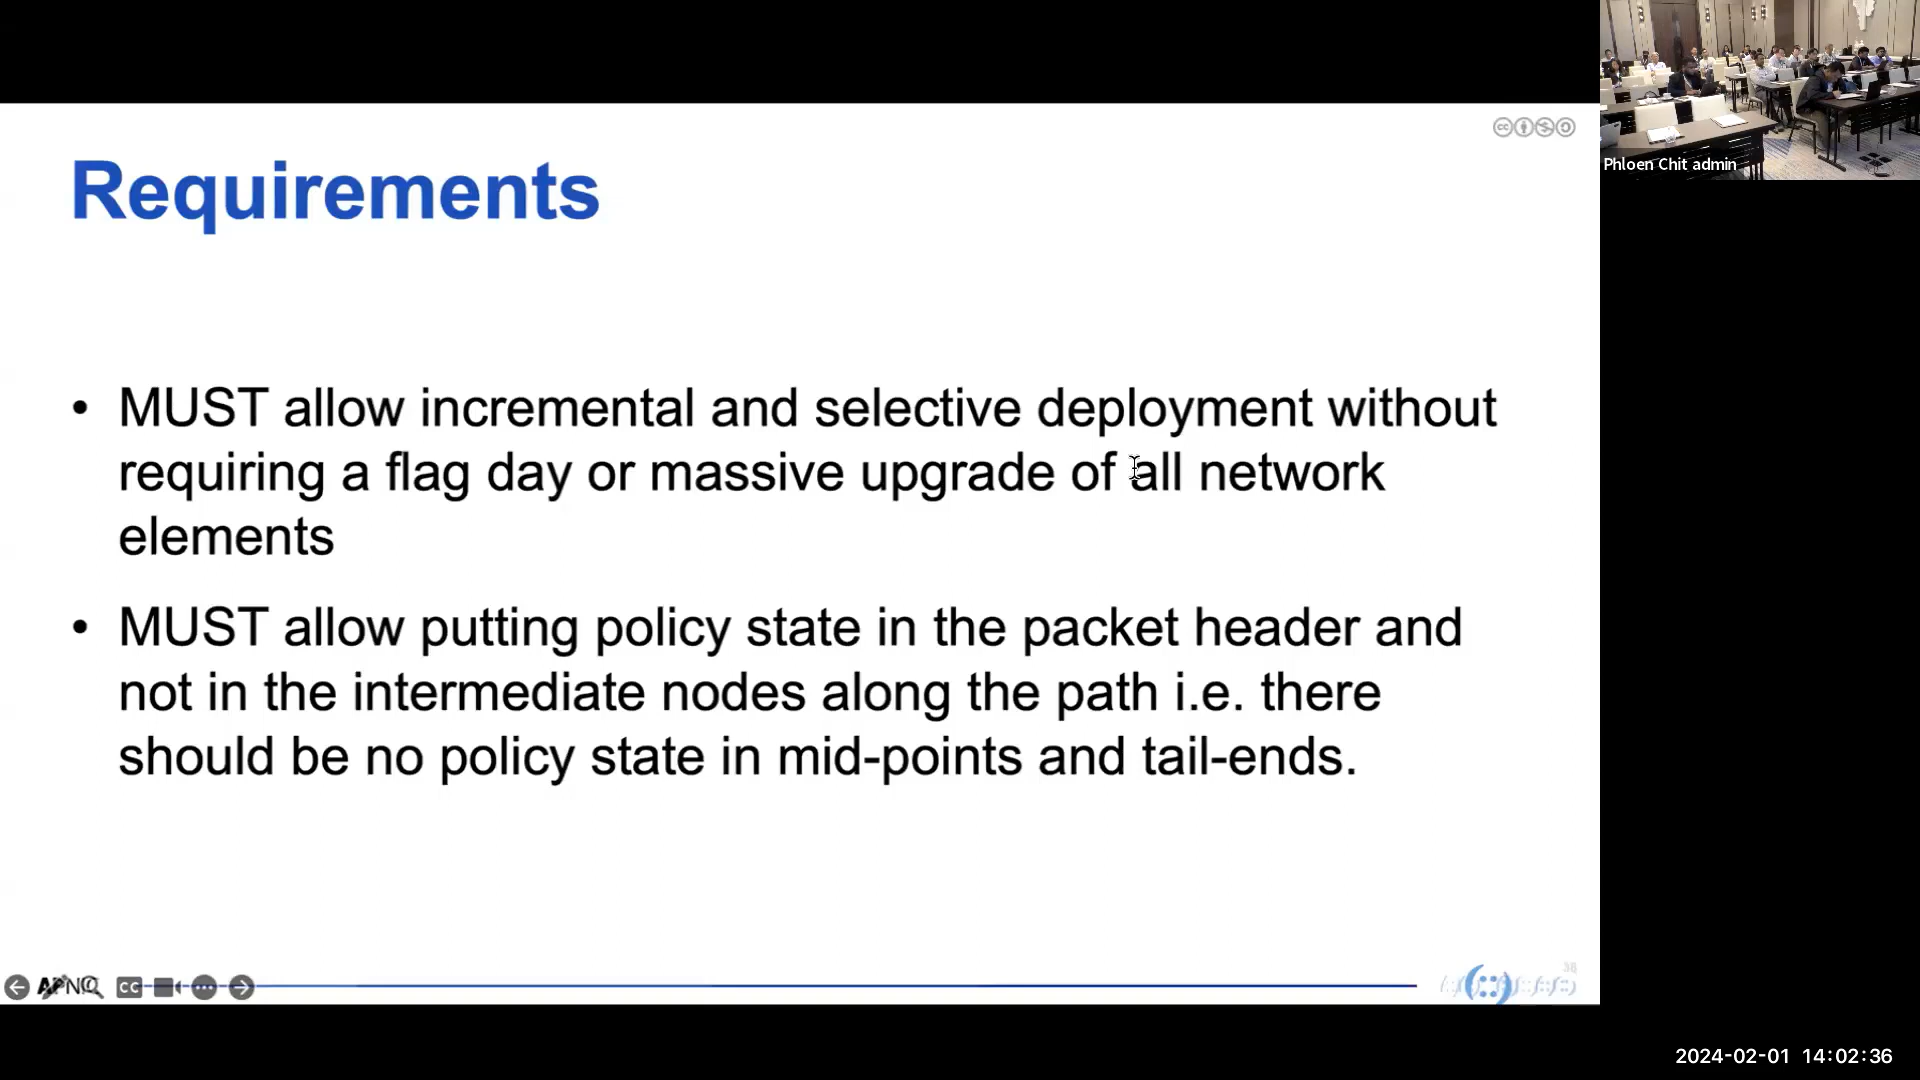 Requirements
• MUST allow incremental and selective deployment without
requiring a flag day or massive upgrade of all network
elements
• MUST allow putting policy state in the packet header and
not in the intermediate nodes along the path i.e. there
should be no policy state in mid-points and tail-ends.
Phloen Chit admin
CC
36
2024-02-01 14:02:36